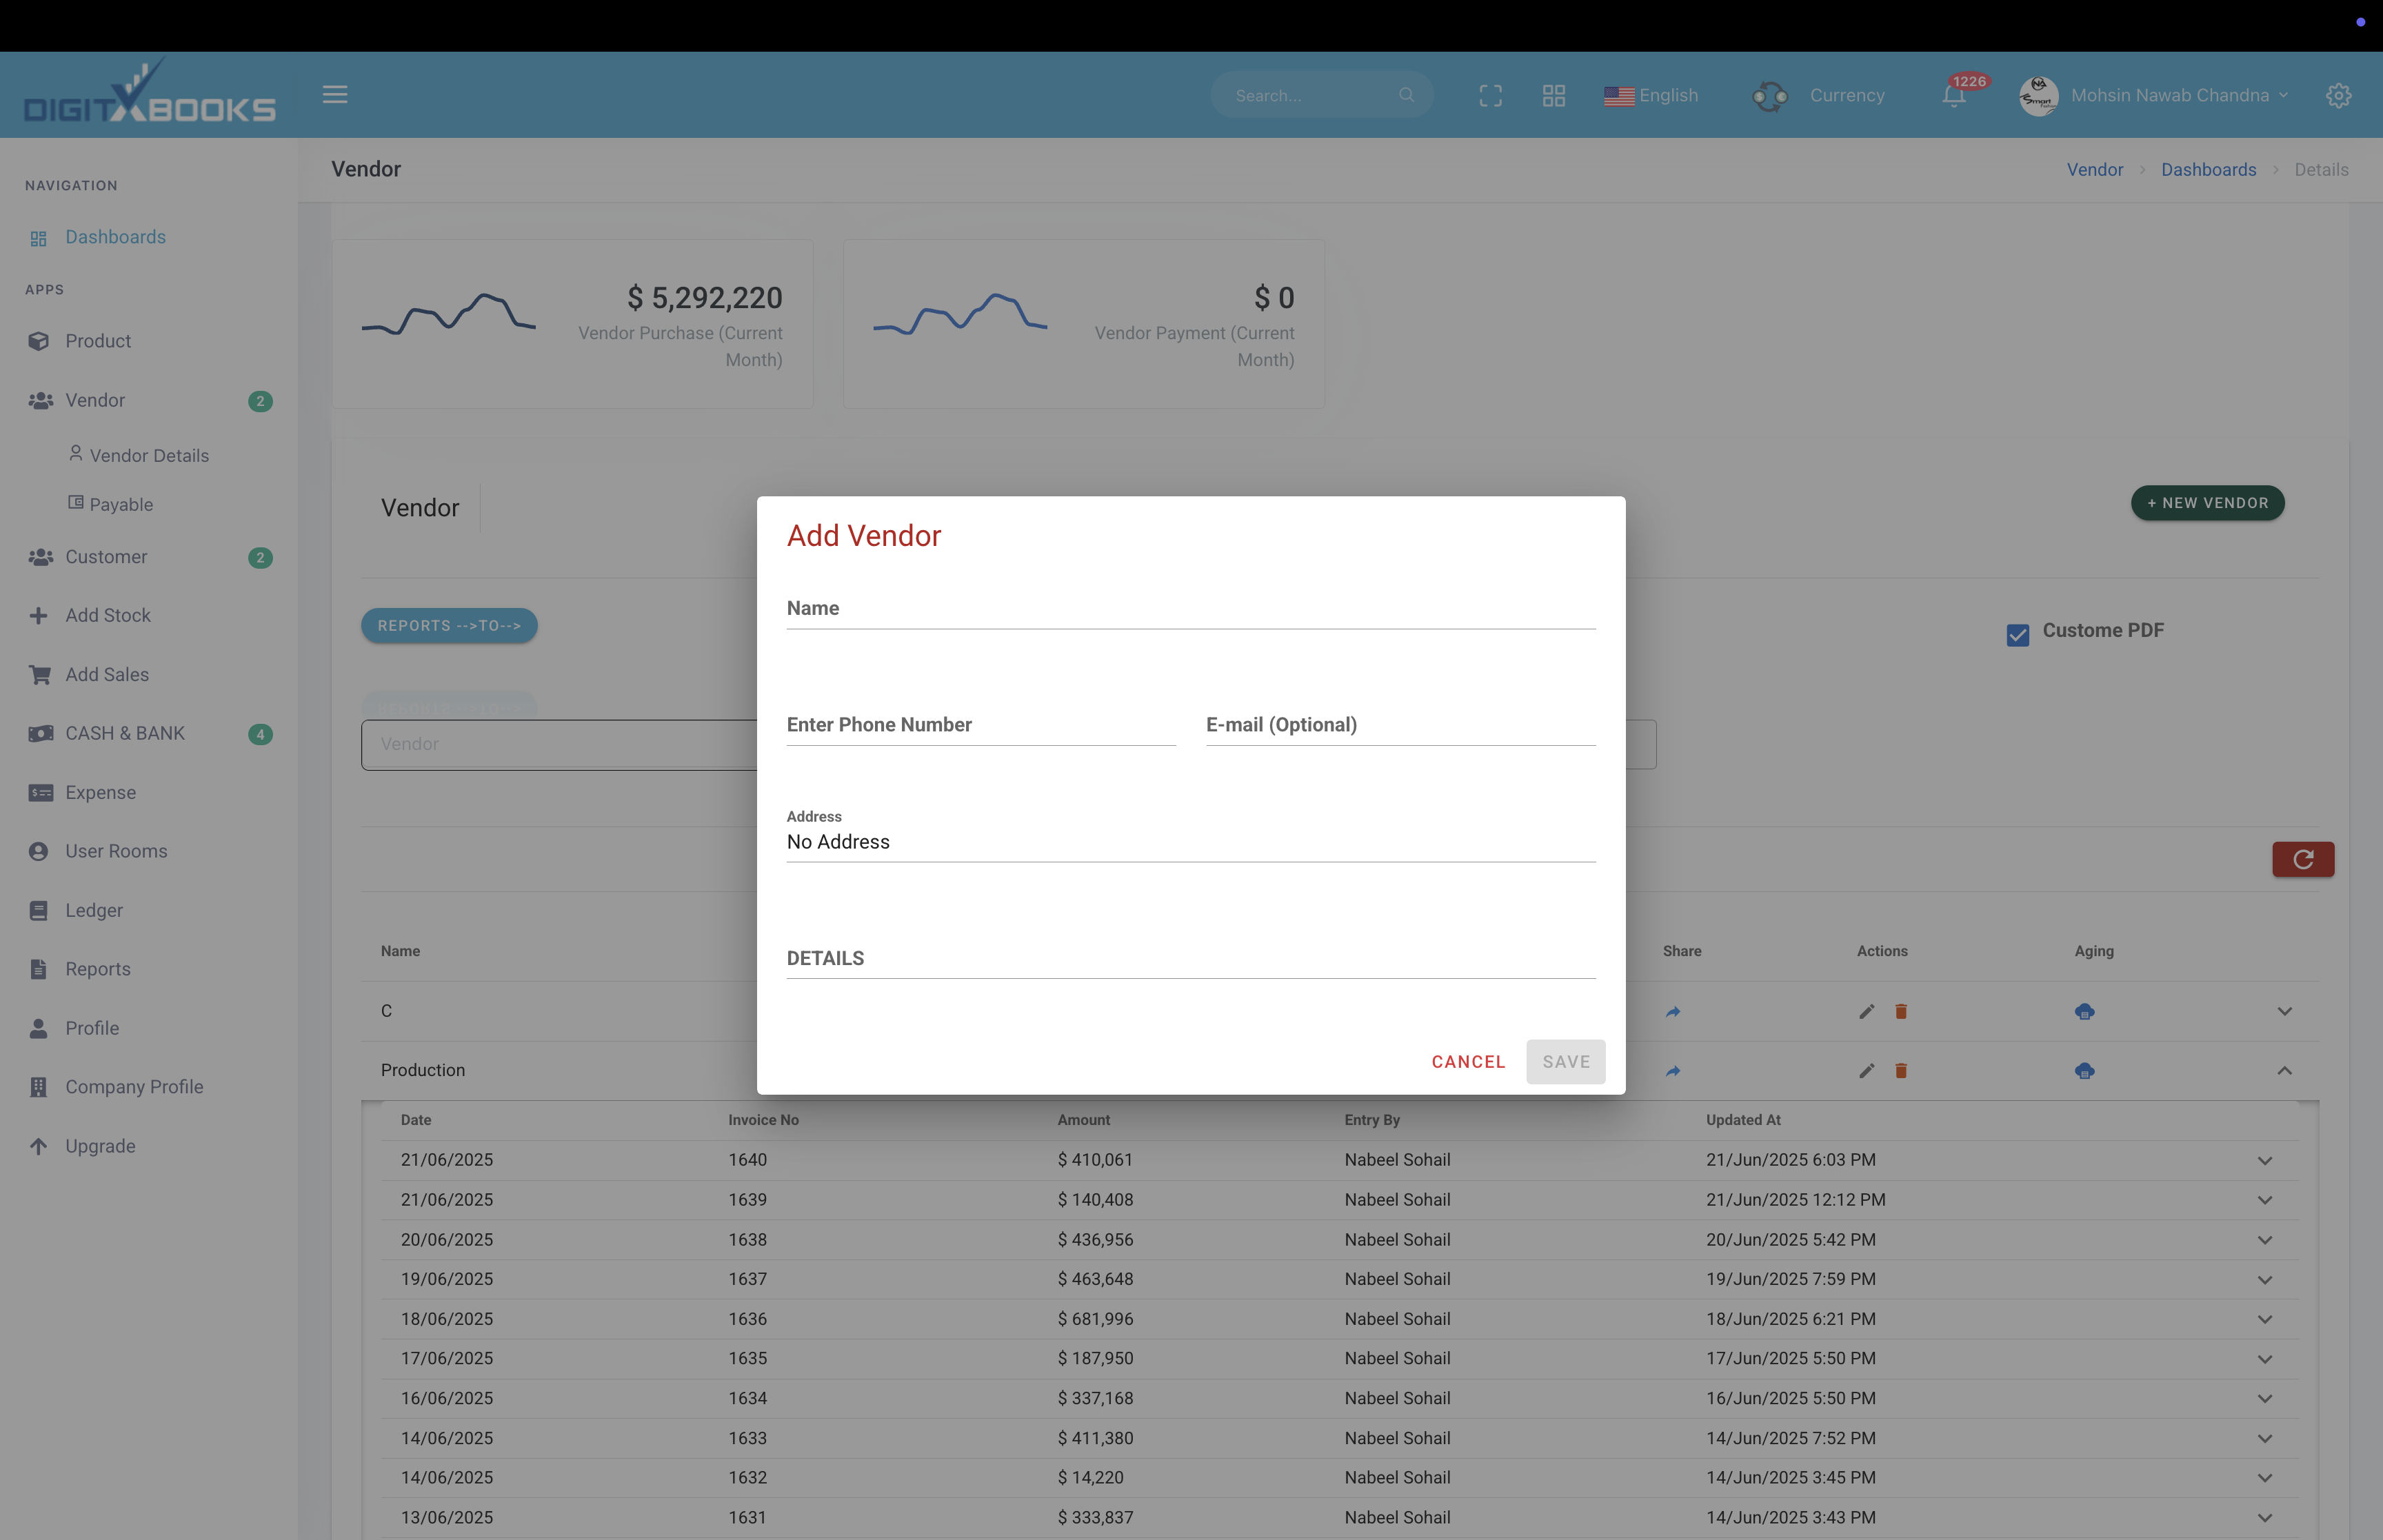 DIGITXBOOKS
Search...
English
Currency
1226
Mohsin Nawab Chandna
NAVIGATION
Dashboards
APPS
Product
Vendor
2
Vendor Details
Payable
Customer
2
Add Stock
Add Sales
CASH & BANK
4
Expense
User Rooms
Ledger
Reports
Profile
Company Profile
Upgrade
Vendor
Vendor > Dashboards > Details
$ 5,292,220
Vendor Purchase (Current
Month)
$ 0
Vendor Payment (Current
Month)
Vendor
+ NEW VENDOR
REPORTS -->TO-->
Custome PDF
REPORTS -->TO-->
Vendor
Add Vendor
Name
Enter Phone Number
E-mail (Optional)
Address
No Address
DETAILS
CANCEL
SAVE
Name Share Actions Aging
C
Production
Date Invoice No Amount Entry By Updated At
21/06/2025 1640 $ 410,061 Nabeel Sohail 21/Jun/2025 6:03 PM
21/06/2025 1639 $ 140,408 Nabeel Sohail 21/Jun/2025 12:12 PM
20/06/2025 1638 $ 436,956 Nabeel Sohail 20/Jun/2025 5:42 PM
19/06/2025 1637 $ 463,648 Nabeel Sohail 19/Jun/2025 7:59 PM
18/06/2025 1636 $ 681,996 Nabeel Sohail 18/Jun/2025 6:21 PM
17/06/2025 1635 $ 187,950 Nabeel Sohail 17/Jun/2025 5:50 PM
16/06/2025 1634 $ 337,168 Nabeel Sohail 16/Jun/2025 5:50 PM
14/06/2025 1633 $ 411,380 Nabeel Sohail 14/Jun/2025 7:52 PM
14/06/2025 1632 $ 14,220 Nabeel Sohail 14/Jun/2025 3:45 PM
13/06/2025 1631 $ 333,837 Nabeel Sohail 14/Jun/2025 3:43 PM